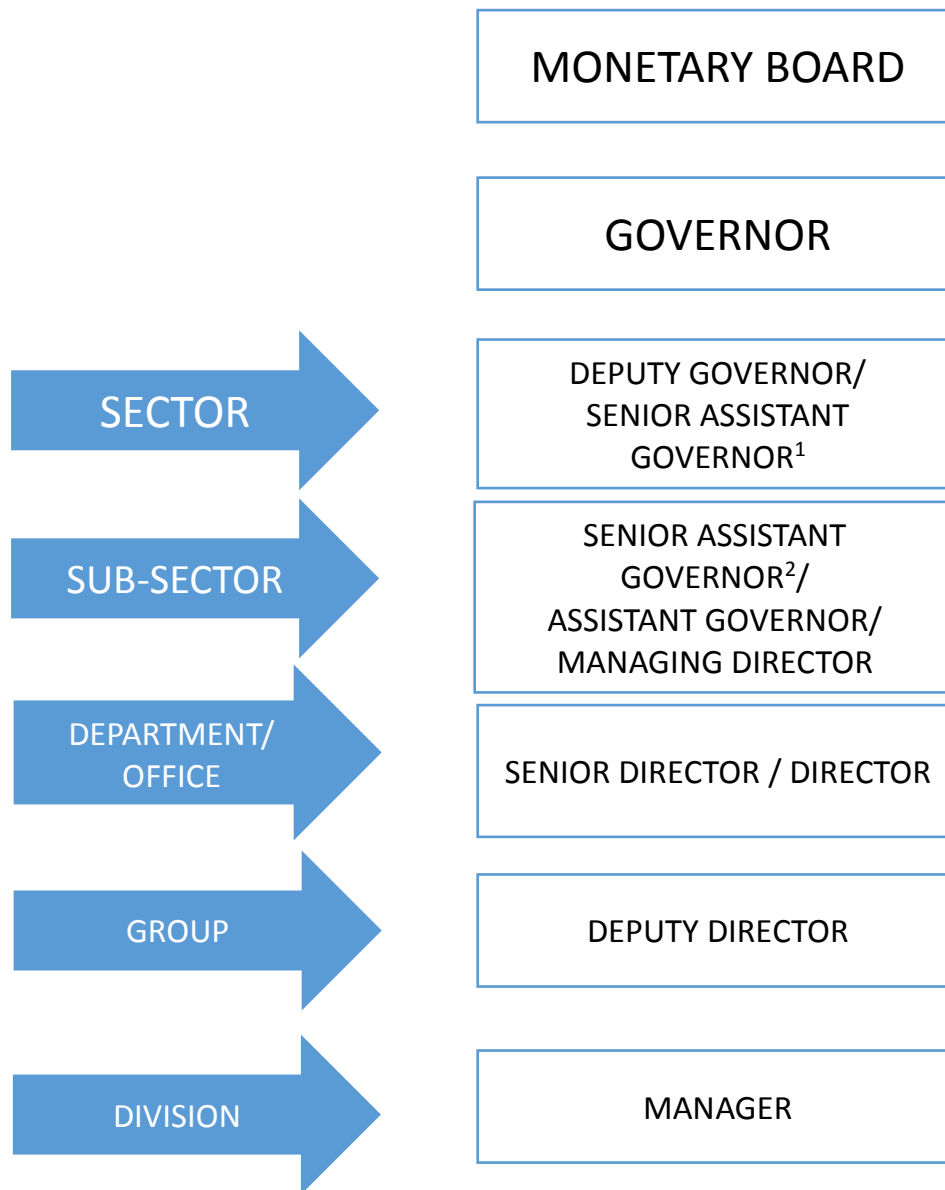 MONETARY BOARD
GOVERNOR
SECTOR
DEPUTY GOVERNOR/
SENIOR ASSISTANT
GOVERNOR¹
SUB-SECTOR
SENIOR ASSISTANT
GOVERNOR²/
ASSISTANT GOVERNOR/
MANAGING DIRECTOR
DEPARTMENT/
OFFICE
SENIOR DIRECTOR / DIRECTOR
GROUP
DEPUTY DIRECTOR
DIVISION
MANAGER